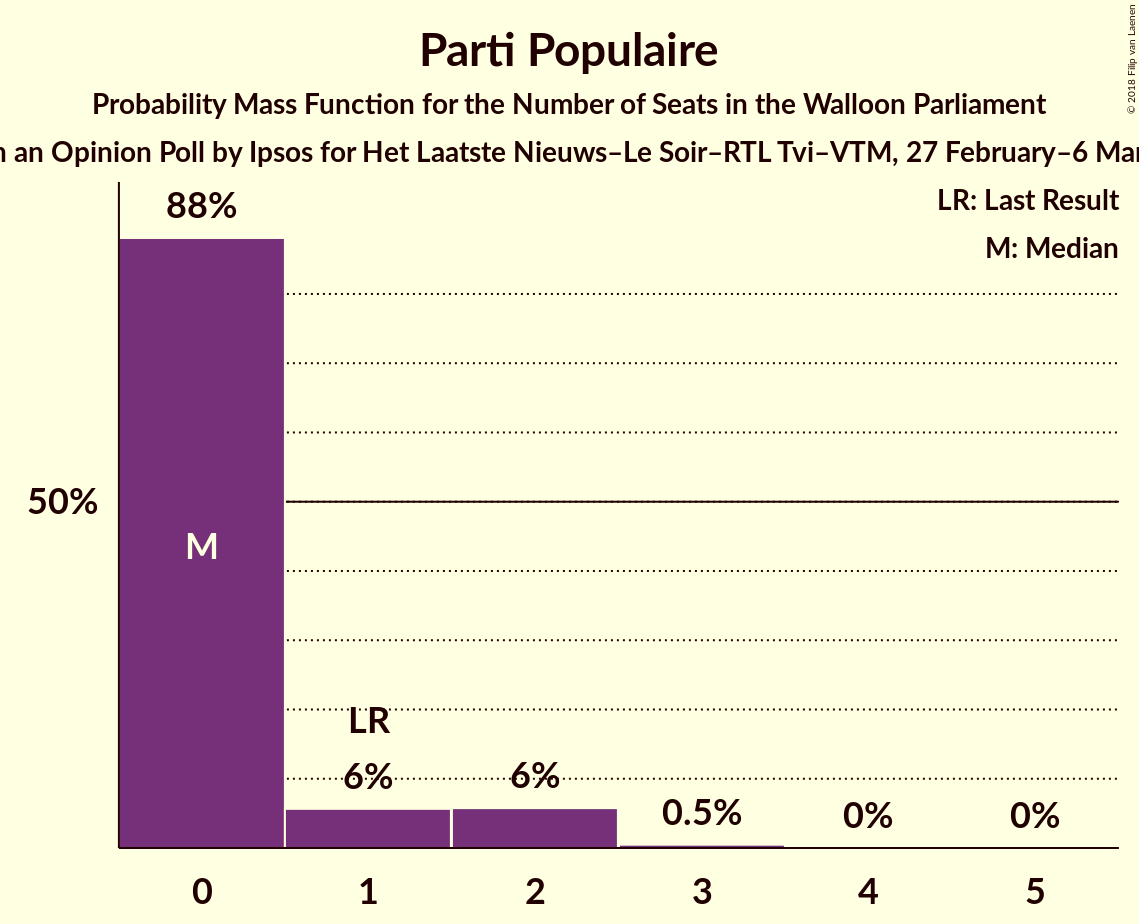 Parti Populaire
Probability Mass Function for the Number of Seats in the Walloon Parliament
an Opinion Poll by Ipsos for Het Laatste Nieuws–Le Soir–RTL Tvi–VTM, 27 February–6
© 2018 Filip van Laenen
LR: Last Result
M: Median
88%
50%
M
LR
6%
6%
0.5%
0%
0%
0 1 2 3 4 5